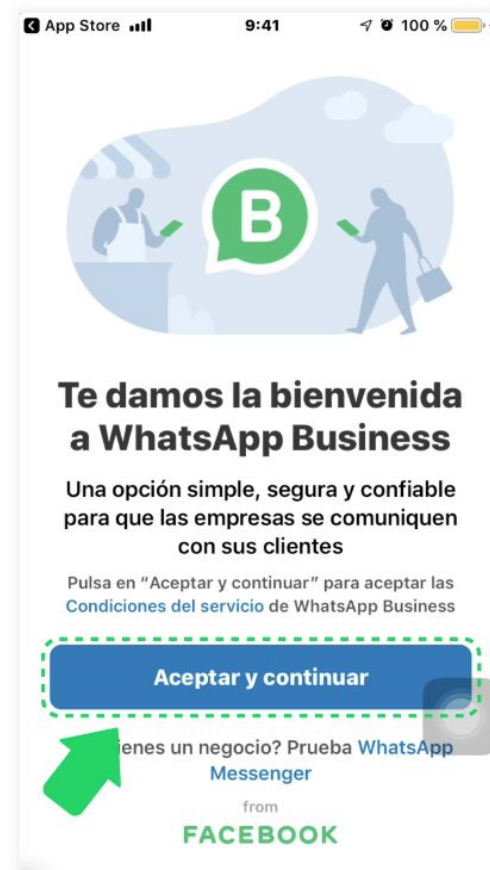 App Store 9:41 100 %
B
Te damos la bienvenida
a WhatsApp Business
Una opción simple, segura y confiable
para que las empresas se comuniquen
con sus clientes
Pulsa en “Aceptar y continuar” para aceptar las
Condiciones del servicio de WhatsApp Business
Aceptar y continuar
ienes un negocio? Prueba WhatsApp
Messenger
from
FACEBOOK